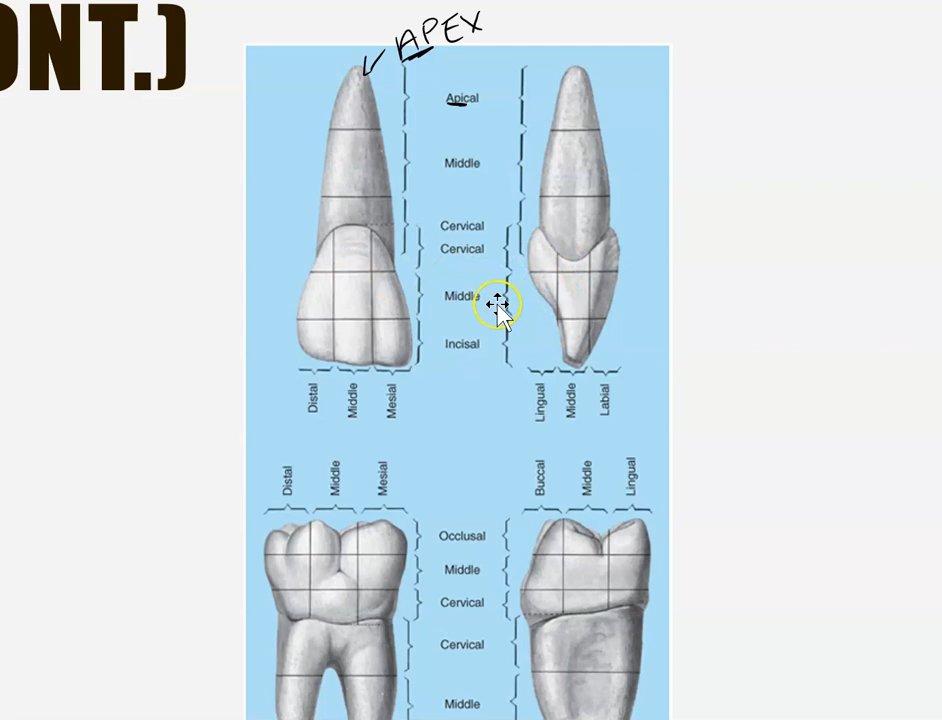 ONT.)
APEX
Apical
Middle
Cervical
Cervical
Middle
Incisal
Distal Middle Mesial
Lingual Middle Labial
Distal Middle Mesial
Buccal Middle Lingual
Occlusal
Middle
Cervical
Cervical
Middle